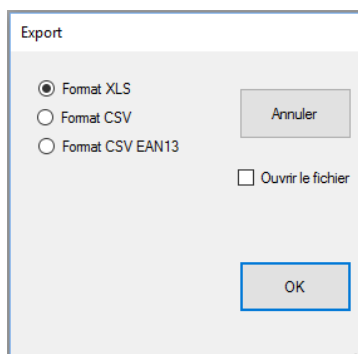 Export
Format XLS
Format CSV
Format CSV EAN13
Annuler
Ouvrir le fichier
OK